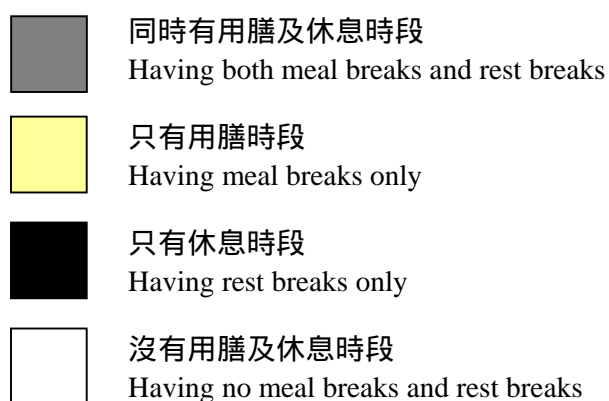 同時有用膳及休息時段
Having both meal breaks and rest breaks
只有用膳時段
Having meal breaks only
只有休息時段
Having rest breaks only
沒有用膳及休息時段
Having no meal breaks and rest breaks